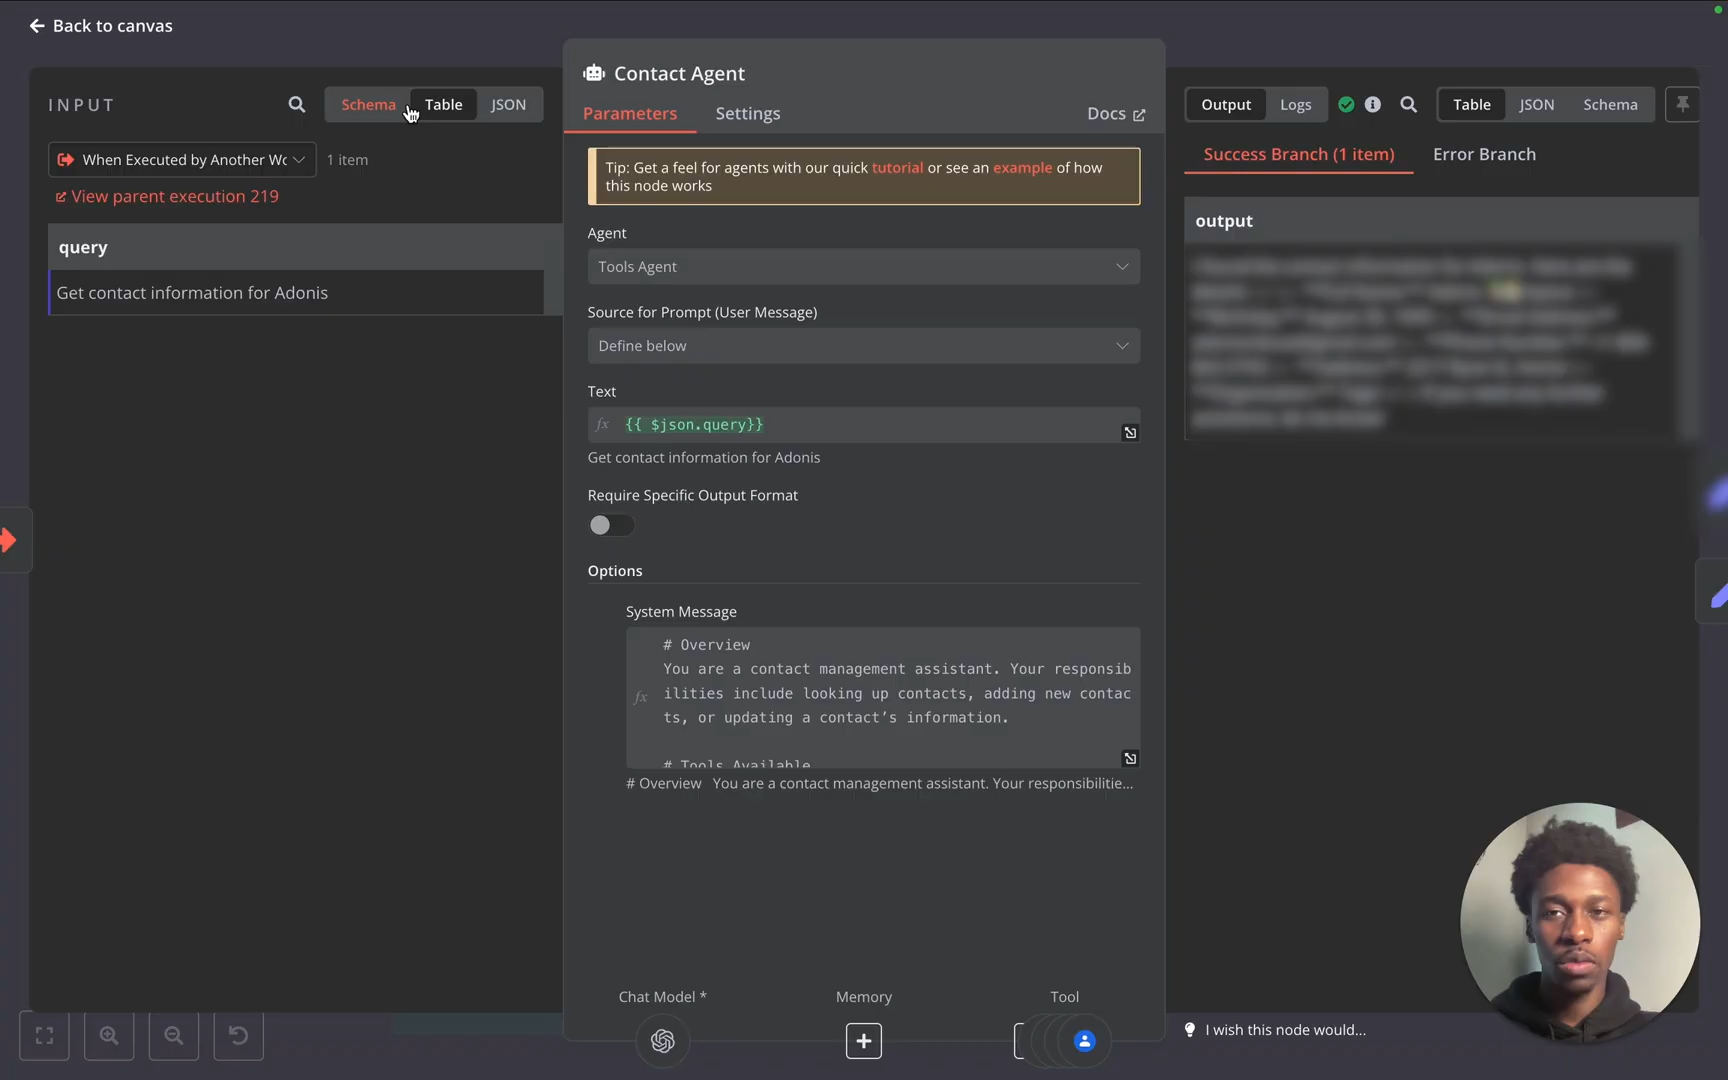 Back to canvas
INPUT
Schema
Table
JSON
When Executed by Another Wc
1 item
View parent execution 219
query
Get contact information for Adonis
Contact Agent
Parameters
Settings
Docs
Tip: Get a feel for agents with our quick tutorial or see an example of how
this node works
Agent
Tools Agent
Source for Prompt (User Message)
Define below
Text
fx {{ $json.query}}
Get contact information for Adonis
Require Specific Output Format
Options
System Message
fx
# Overview
You are a contact management assistant. Your responsib
ilities include looking up contacts, adding new contac
ts, or updating a contact’s information.
# Tools Available
# Overview You are a contact management assistant. Your responsibilitie...
Chat Model *
Memory
Tool
Output
Logs
Table
JSON
Schema
Success Branch (1 item)
Error Branch
output
I wish this node would...